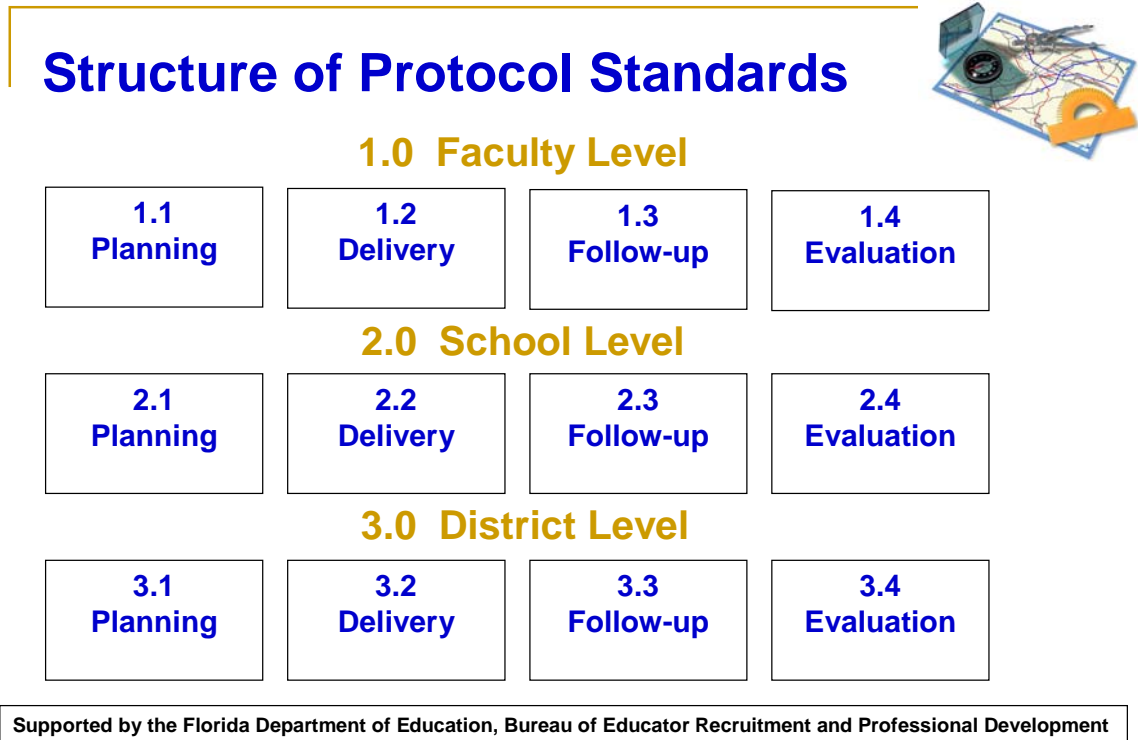 Structure of Protocol Standards
1.0 Faculty Level
1.1
Planning
1.2
Delivery
1.3
Follow-up
1.4
Evaluation
2.0 School Level
2.1
Planning
2.2
Delivery
2.3
Follow-up
2.4
Evaluation
3.0 District Level
3.1
Planning
3.2
Delivery
3.3
Follow-up
3.4
Evaluation
Supported by the Florida Department of Education, Bureau of Educator Recruitment and Professional Development